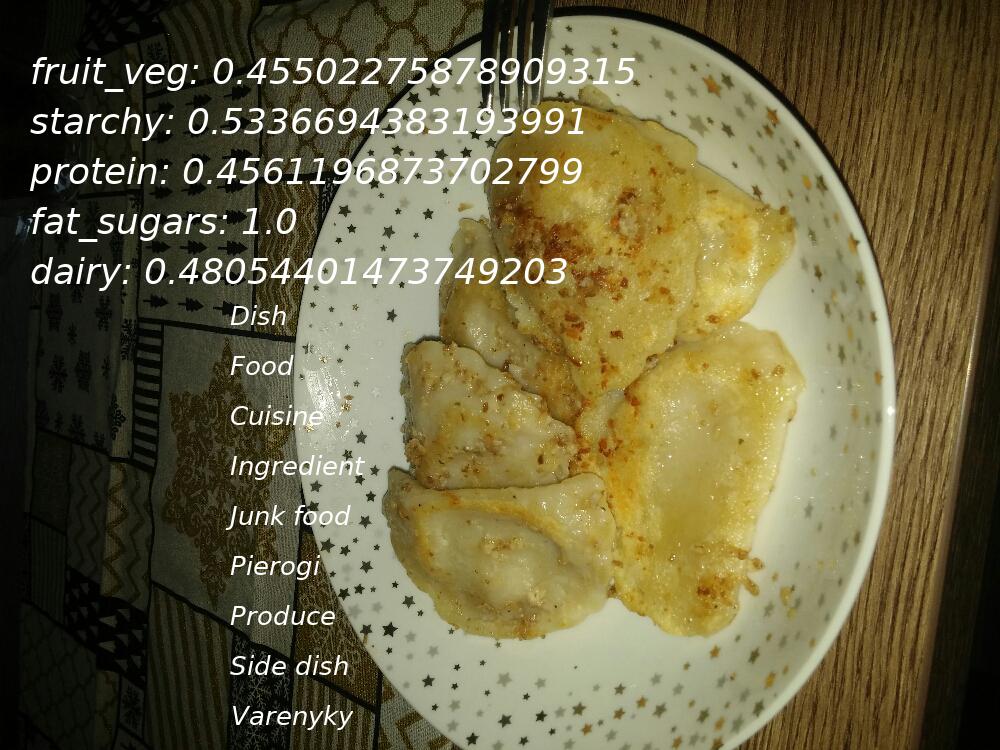 fruit_veg: 0.45502275878909315
starchy: 0.5336694383193991
protein: 0.4561196873702799
fat_sugars: 1.0
dairy: 0.48054401473749203
Dish
Food
Cuisine
Ingredient
Junk food
Pierogi
Produce
Side dish
Varenyky